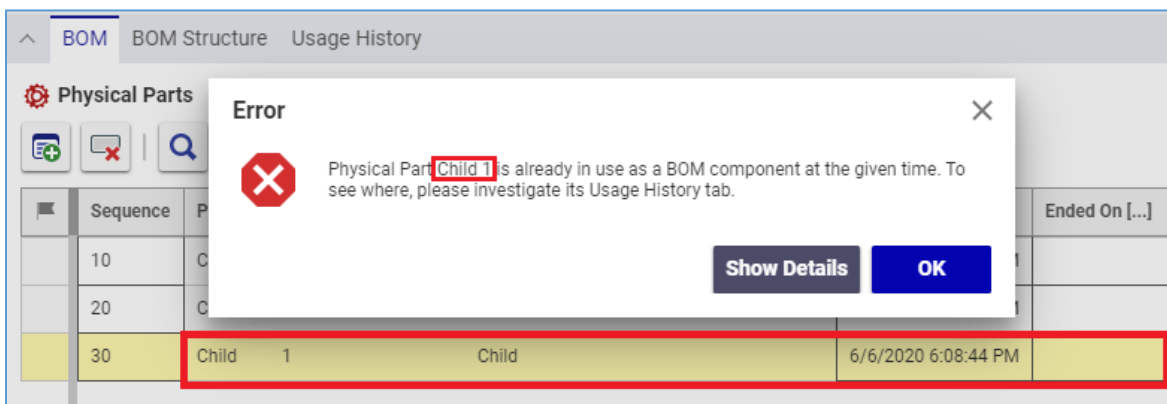 BOM BOM Structure Usage History
Physical Parts
Error
Physical Part Child 1 is already in use as a BOM component at the given time. To
see where, please investigate its Usage History tab.
Show Details OK
Sequence Ended On [...]
10
20
30 Child 1 Child 6/6/2020 6:08:44 PM